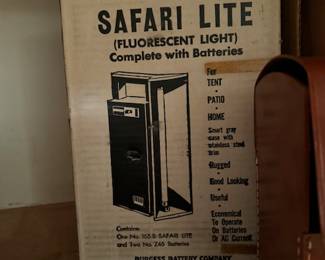 SAFARI LITE
(FLUORESCENT LIGHT)
Complete with Batteries
For
TENT
PATIO
HOME
Smart gray
case with
stainless steel
trim
Rugged
Good Looking
Useful
Economical
To Operate
On Batteries
Or AC Current
Contains:
One No. SAFARI LITE
and Two No. Batteries
BURGESS BATTERY COMPANY